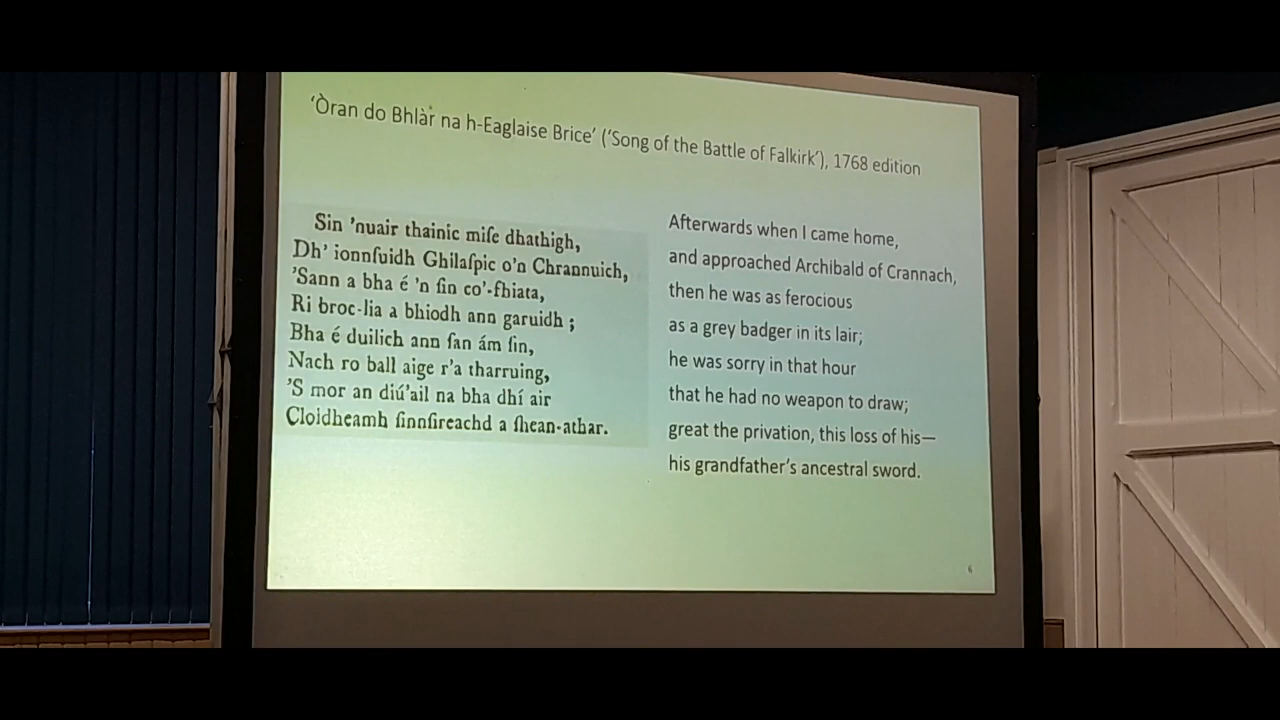 ‘Òran do Bhlàr na h-Eaglaise Brice’ (‘Song of the Battle of Falkirk’), 1768 edition
Sin 'nuair thainic miſe dhathigh,
Dh' ionnſuidh Ghilaſpic o'n Chrannuich,
'Sann a bha é 'n ſin co'-fhiata,
Ri broc-lia a bhiodh ann garuidh ;
Bha é duilich ann ſan ám ſin,
Nach ro ball aige r'a tharruing,
'S mor an diú'ail na bha dhí air
Cloidheamh ſinnſireachd a ſhean-athar.
Afterwards when I came home,
and approached Archibald of Crannach,
then he was as ferocious
as a grey badger in its lair;
he was sorry in that hour
that he had no weapon to draw;
great the privation, this loss of his—
his grandfather’s ancestral sword.
6